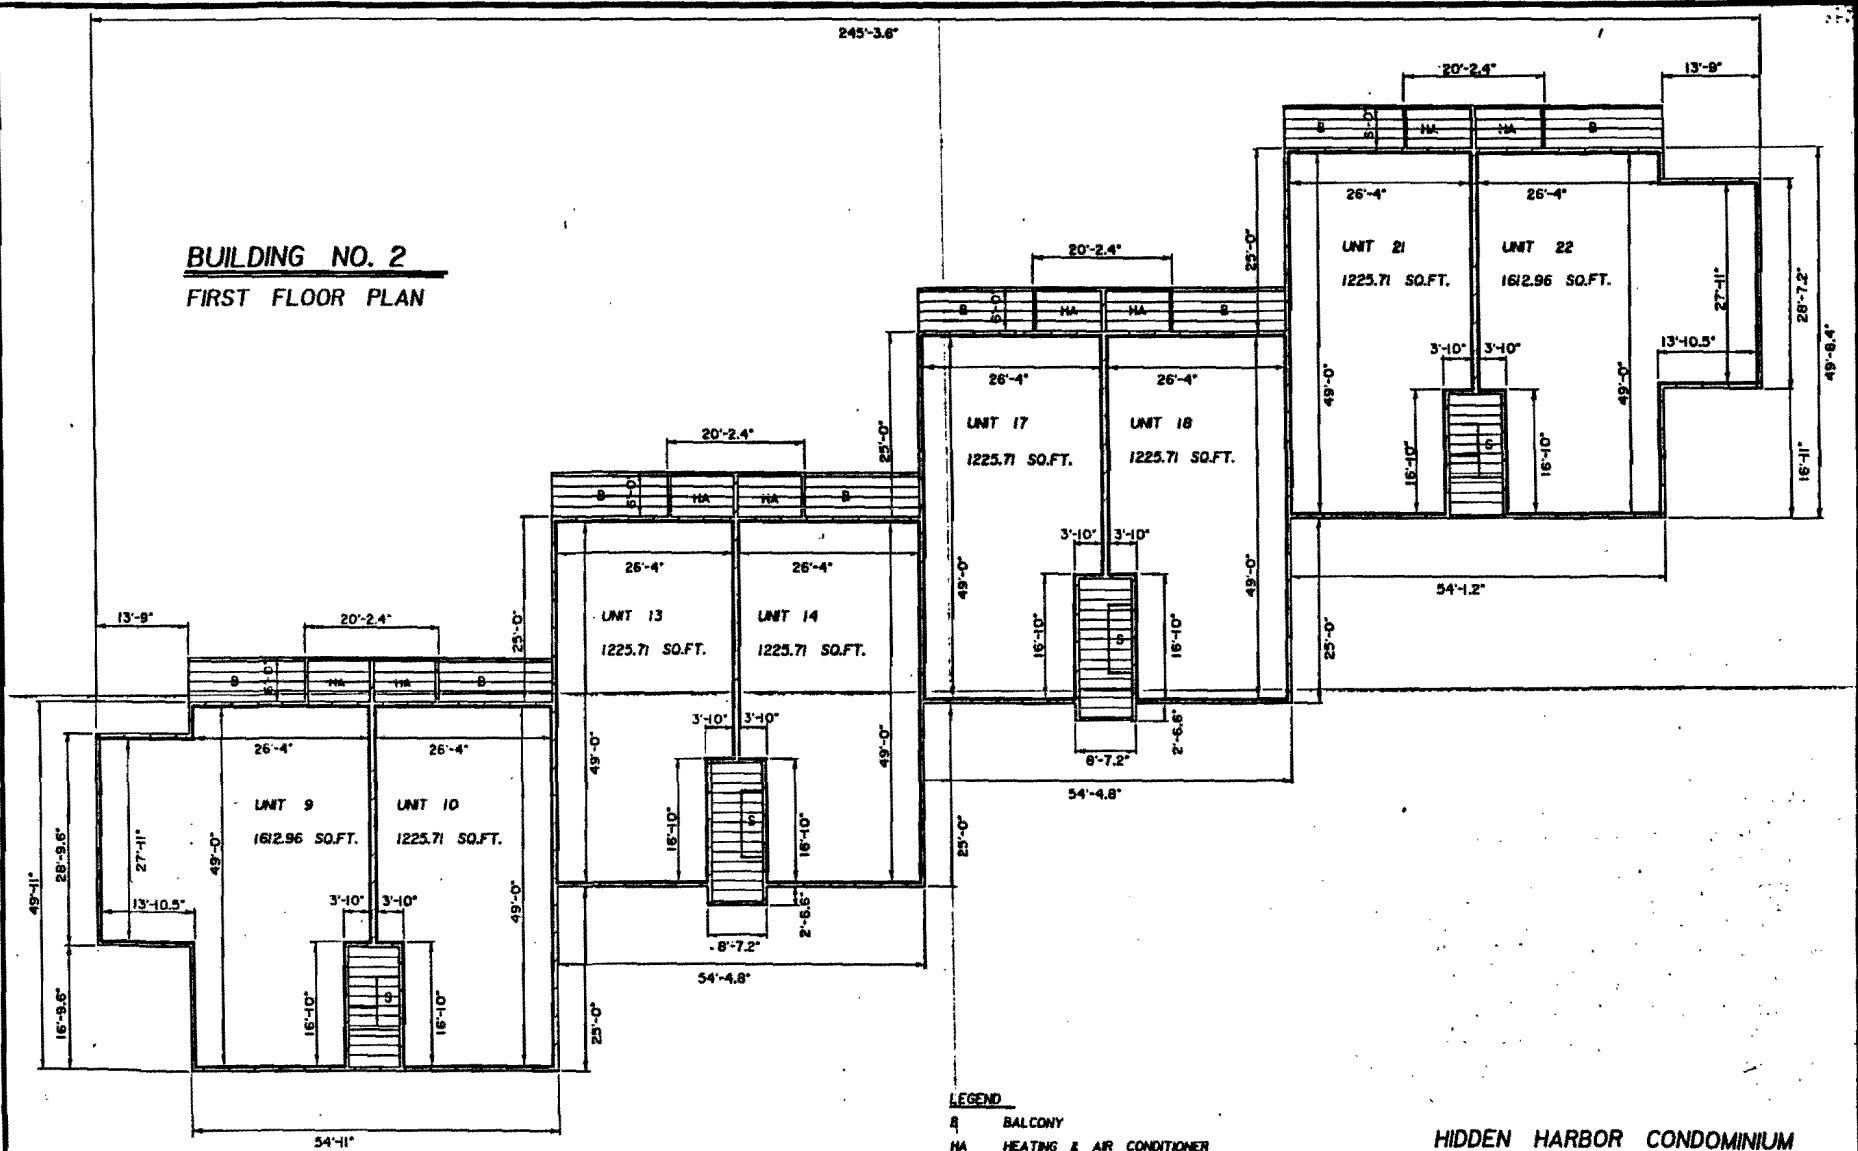 245'-3.6"
20'-2.4"
13'-9"
B
6'-0"
HA
HA
B
26'-4"
26'-4"
25'-0"
UNIT 21
1225.71 SQ.FT.
UNIT 22
1612.96 SQ.FT.
27'-11"
28'-7.2"
49'-8.4"
BUILDING NO. 2
FIRST FLOOR PLAN
20'-2.4"
B
6'-0"
HA
HA
B
3'-10"
3'-10"
13'-10.5"
49'-0"
49'-0"
26'-4"
26'-4"
25'-0"
UNIT 17
1225.71 SQ.FT.
UNIT 18
1225.71 SQ.FT.
16'-10"
S
16'-10"
16'-11"
20'-2.4"
B
6'-0"
HA
HA
B
3'-10"
3'-10"
49'-0"
49'-0"
26'-4"
26'-4"
54'-1.2"
25'-0"
UNIT 13
1225.71 SQ.FT.
UNIT 14
1225.71 SQ.FT.
16'-10"
S
16'-10"
25'-0"
13'-9"
20'-2.4"
B
6'-0"
HA
HA
B
3'-10"
3'-10"
2'-6.6"
8'-7.2"
54'-4.8"
49'-0"
49'-0"
26'-4"
26'-4"
UNIT 9
1612.96 SQ.FT.
UNIT 10
1225.71 SQ.FT.
16'-10"
S
16'-10"
25'-0"
49'-11"
28'-9.6"
27'-11"
49'-0"
13'-10.5"
3'-10"
3'-10"
49'-0"
2'-6.6"
8'-7.2"
54'-4.8"
16'-9.6"
16'-10"
S
16'-10"
25'-0"
54'-11"
LEGEND
B BALCONY
HA HEATING & AIR CONDITIONER
HIDDEN HARBOR CONDOMINIUM